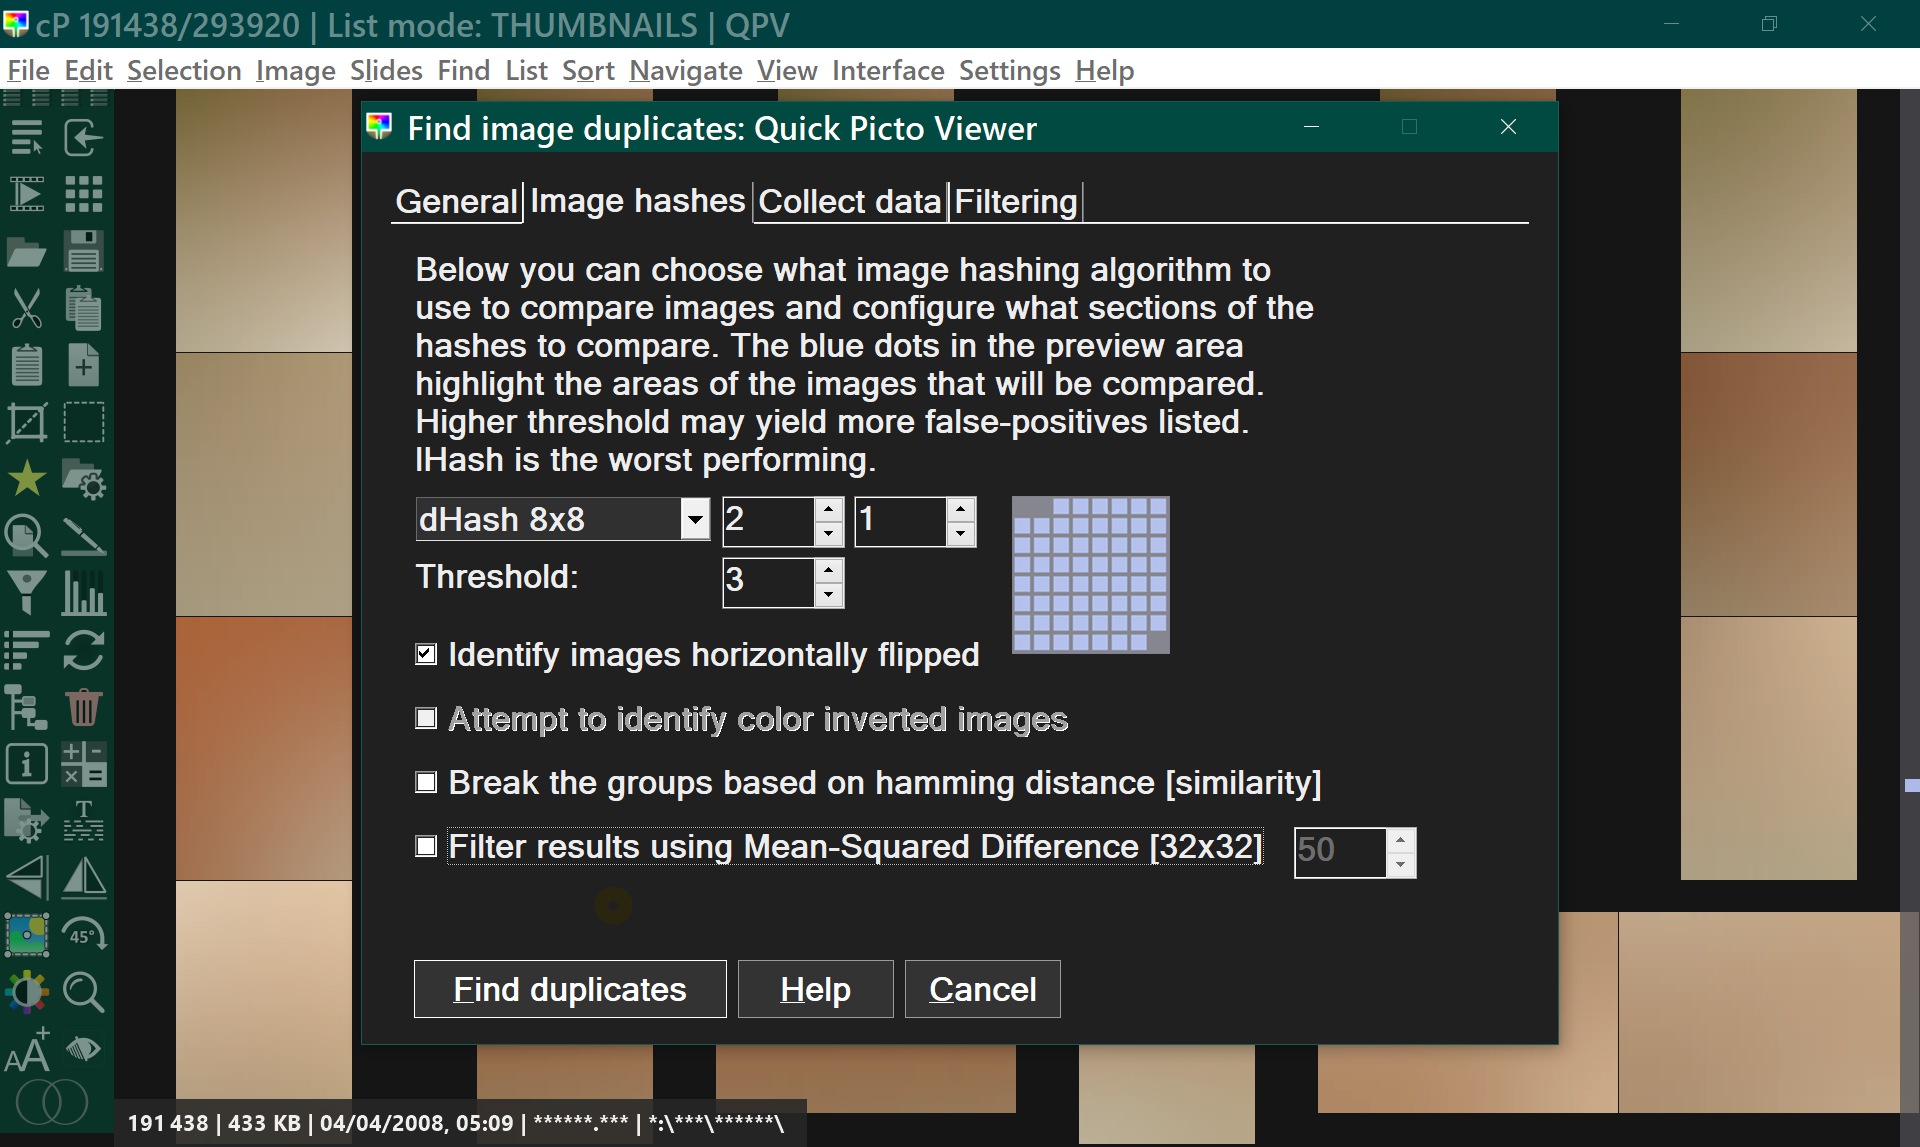 cP 191438/293920 | List mode: THUMBNAILS | QPV
File Edit Selection Image Slides Find List Sort Navigate View Interface Settings Help
Find image duplicates: Quick Picto Viewer
General Image hashes Collect data Filtering
Below you can choose what image hashing algorithm to
use to compare images and configure what sections of the
hashes to compare. The blue dots in the preview area
highlight the areas of the images that will be compared.
Higher threshold may yield more false-positives listed.
lHash is the worst performing.
dHash 8x8 2 1
Threshold: 3
Identify images horizontally flipped
Attempt to identify color inverted images
Break the groups based on hamming distance [similarity]
Filter results using Mean-Squared Difference [32x32] 50
Find duplicates Help Cancel
45°
191 438 | 433 KB | 04/04/2008, 05:09 | ******.*** | *:\***\******\